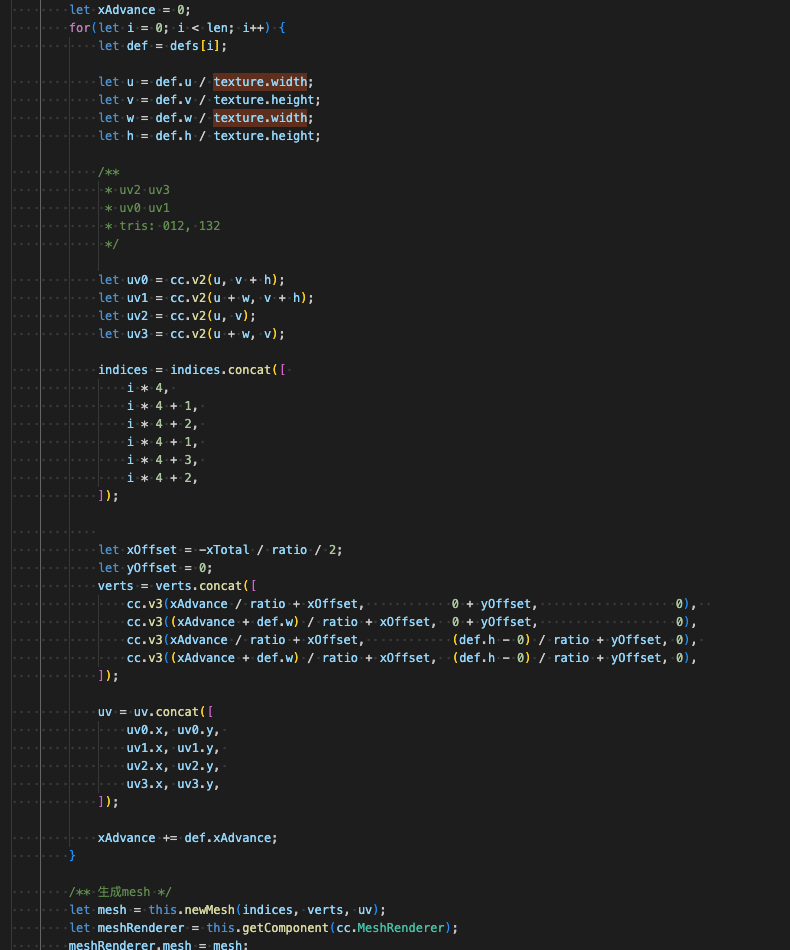 let xAdvance = 0;
for(let i = 0; i < len; i++) {
let def = defs[i];
let u = def.u / texture.width;
let v = def.v / texture.height;
let w = def.w / texture.width;
let h = def.h / texture.height;
/**
* uv2 uv3
* uv0 uv1
* tris: 012, 132
*/
let uv0 = cc.v2(u, v + h);
let uv1 = cc.v2(u + w, v + h);
let uv2 = cc.v2(u, v);
let uv3 = cc.v2(u + w, v);
indices = indices.concat([
i * 4,
i * 4 + 1,
i * 4 + 2,
i * 4 + 1,
i * 4 + 3,
i * 4 + 2,
]);
let xOffset = -xTotal / ratio / 2;
let yOffset = 0;
verts = verts.concat([
cc.v3(xAdvance / ratio + xOffset, 0 + yOffset, 0),
cc.v3((xAdvance + def.w) / ratio + xOffset, 0 + yOffset, 0),
cc.v3(xAdvance / ratio + xOffset, (def.h - 0) / ratio + yOffset, 0),
cc.v3((xAdvance + def.w) / ratio + xOffset, (def.h - 0) / ratio + yOffset, 0),
]);
uv = uv.concat([
uv0.x, uv0.y,
uv1.x, uv1.y,
uv2.x, uv2.y,
uv3.x, uv3.y,
]);
xAdvance += def.xAdvance;
}
/** 生成mesh */
let mesh = this.newMesh(indices, verts, uv);
let meshRenderer = this.getComponent(cc.MeshRenderer);
meshRenderer.mesh = mesh;